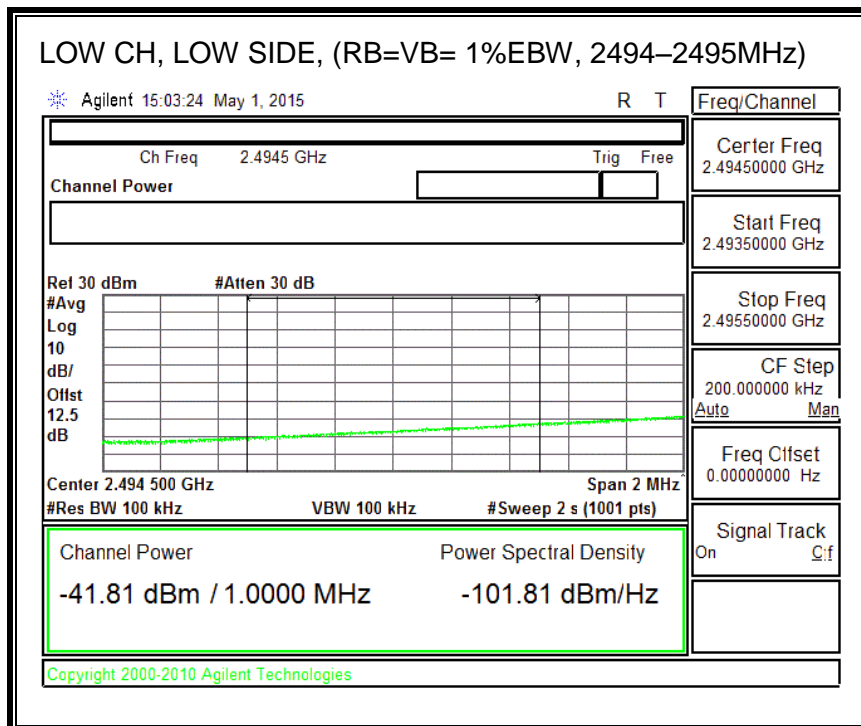 LOW CH, LOW SIDE, (RB=VB= 1%EBW, 2494–2495MHz)
Agilent 15:03:24 May 1, 2015 R T
Freq/Channel
Ch Freq 2.4945 GHz Trig Free
Channel Power
Center Freq
2.49450000 GHz
Start Freq
2.49350000 GHz
Stop Freq
2.49550000 GHz
CF Step
200.000000 kHz
Auto Man
Freq Offset
0.00000000 Hz
Signal Track
On Off
Ref 30 dBm #Atten 30 dB
#Avg
Log
10
dB/
Offst
12.5
dB
Center 2.494 500 GHz Span 2 MHz
#Res BW 100 kHz VBW 100 kHz #Sweep 2 s (1001 pts)
Channel Power Power Spectral Density
-41.81 dBm / 1.0000 MHz -101.81 dBm/Hz
Copyright 2000-2010 Agilent Technologies